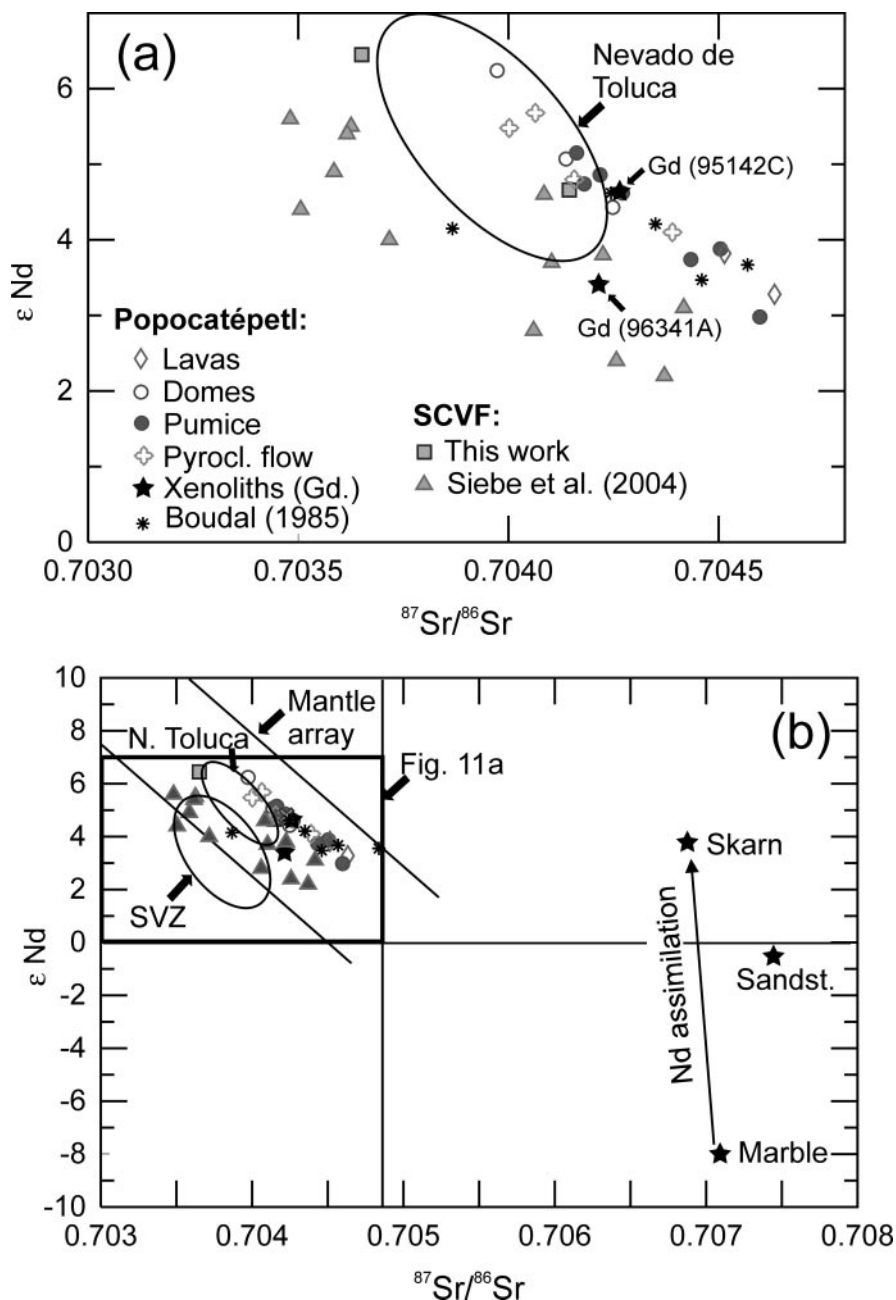 (a)
Nevado de
Toluca
Gd (95142C)
Gd (96341A)
6
4
2
0
ε Nd
Popocatépetl:
Lavas
Domes
Pumice
Pyrocl. flow
Xenoliths (Gd.)
Boudal (1985)
SCVF:
This work
Siebe et al. (2004)
0.7030
0.7035
0.7040
0.7045
⁸⁷Sr/⁸⁶Sr
(b)
10
8
6
4
2
0
-2
-4
-6
-8
-10
ε Nd
Mantle
array
N. Toluca
Fig. 11a
SVZ
Skarn
Sandst.
Nd assimilation
Marble
0.703
0.704
0.705
0.706
0.707
0.708
⁸⁷Sr/⁸⁶Sr